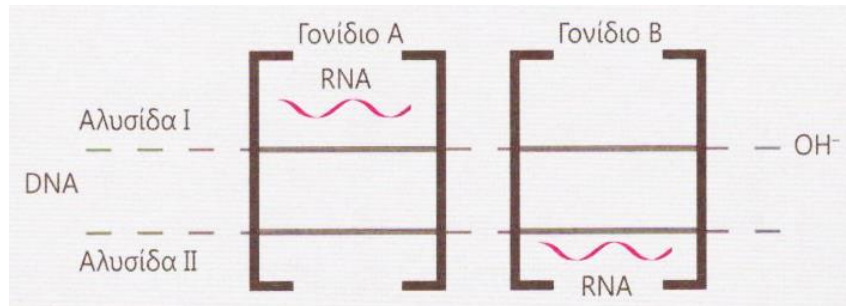 Γονίδιο Α Γονίδιο Β
RNA
Αλυσίδα Ι
OH⁻
DNA
Αλυσίδα ΙΙ
RNA